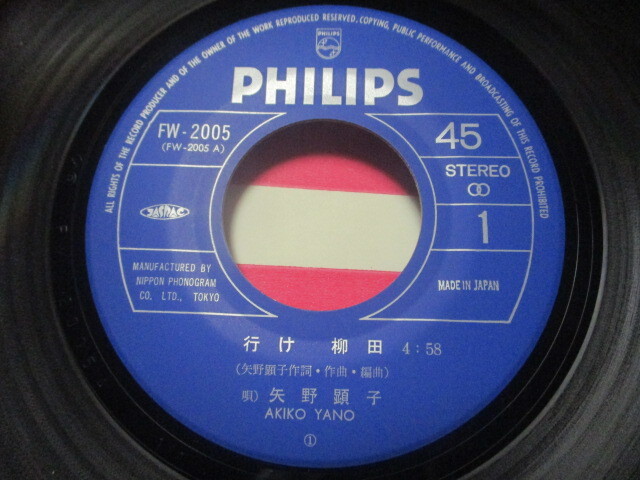 ALL RIGHTS OF THE RECORD PRODUCER AND OF THE OWNER OF THE WORK REPRODUCED RESERVED. COPYING, PUBLIC PERFORMANCE AND BROADCASTING OF THIS RECORD PROHIBITED
PHILIPS
PHILIPS
FW-2005
(FW-2005 A)
45
STEREO
1
JASRAC
MANUFACTURED BY
NIPPON PHONOGRAM
CO. LTD., TOKYO
MADE IN JAPAN
行け 柳田 4:58
(矢野顕子作詞・作曲・編曲)
唄) 矢野顕子
AKIKO YANO
①